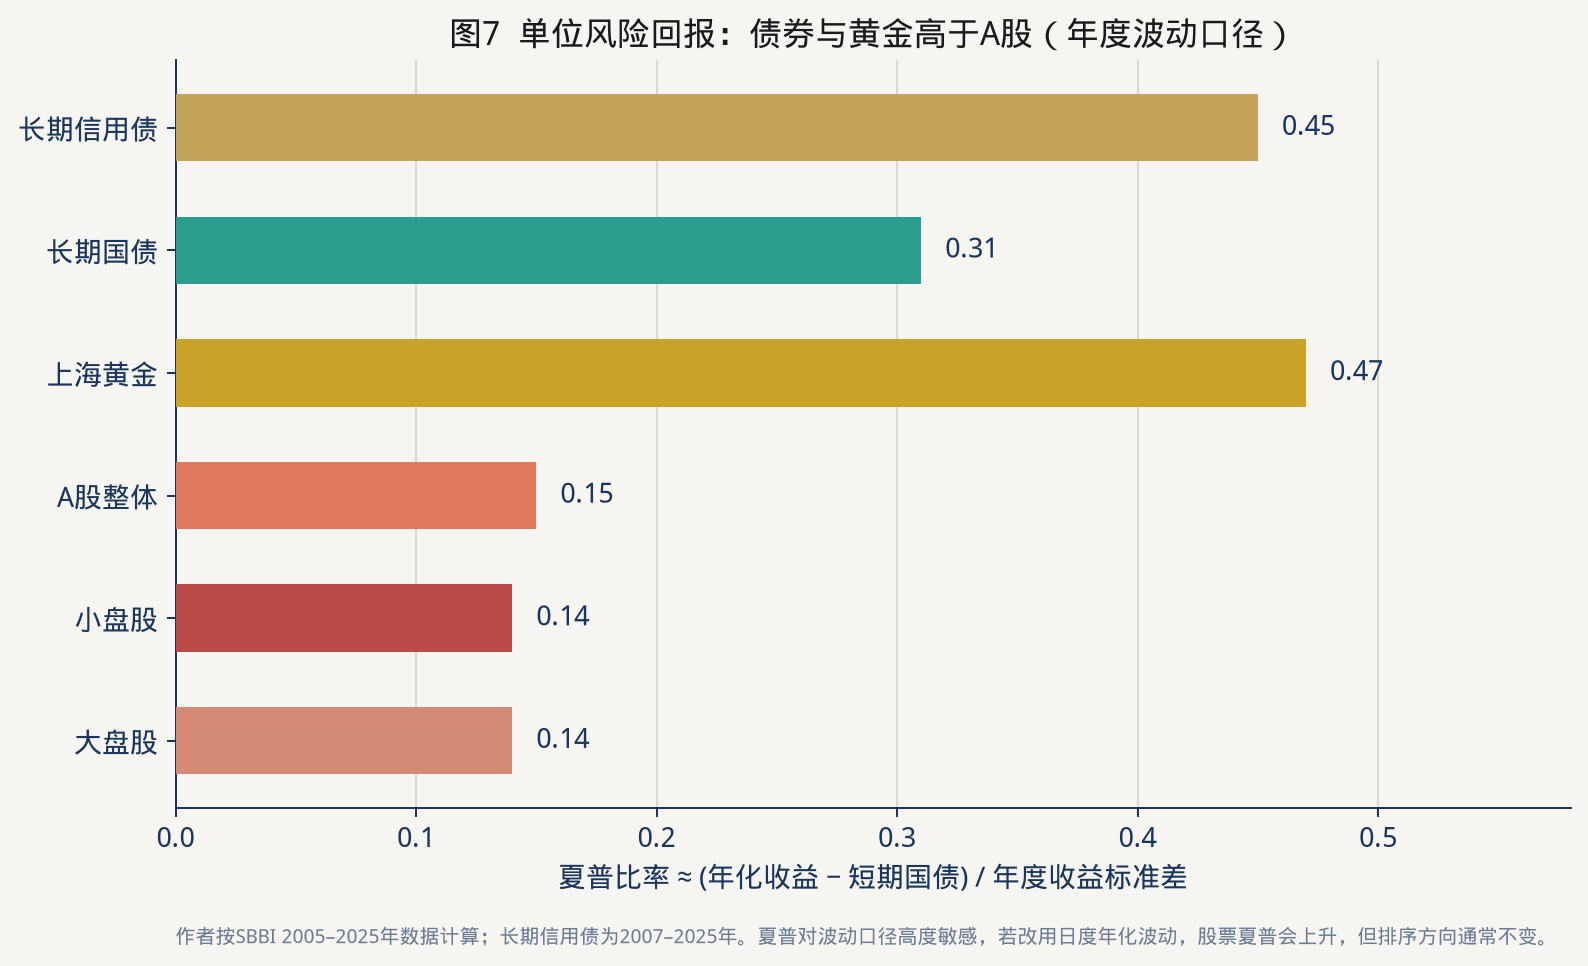 图7 单位风险回报：债券与黄金高于A股（年度波动口径）
长期信用债
0.45
长期国债
0.31
上海黄金
0.47
A股整体
0.15
小盘股
0.14
大盘股
0.14
0.0 0.1 0.2 0.3 0.4 0.5
夏普比率 ≈ (年化收益 − 短期国债) / 年度收益标准差
作者按SBBI 2005–2025年数据计算；长期信用债为2007–2025年。夏普对波动口径高度敏感，若改用日度年化波动，股票夏普会上升，但排序方向通常不变。